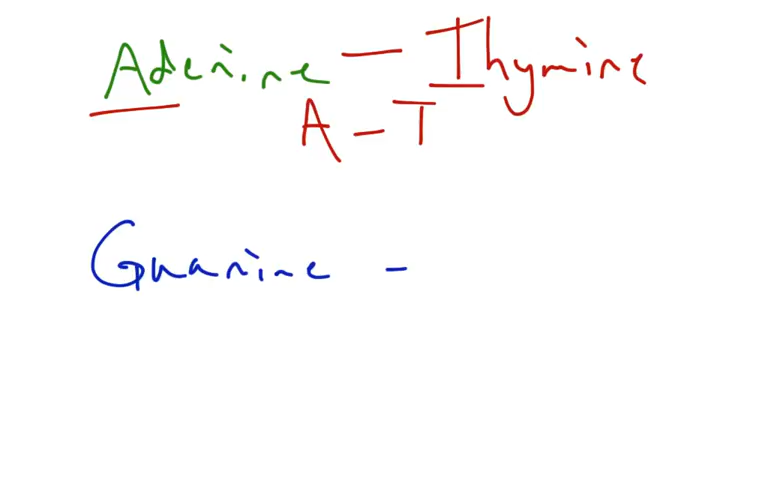 Adenine — Thymine
A – T
Guanine –